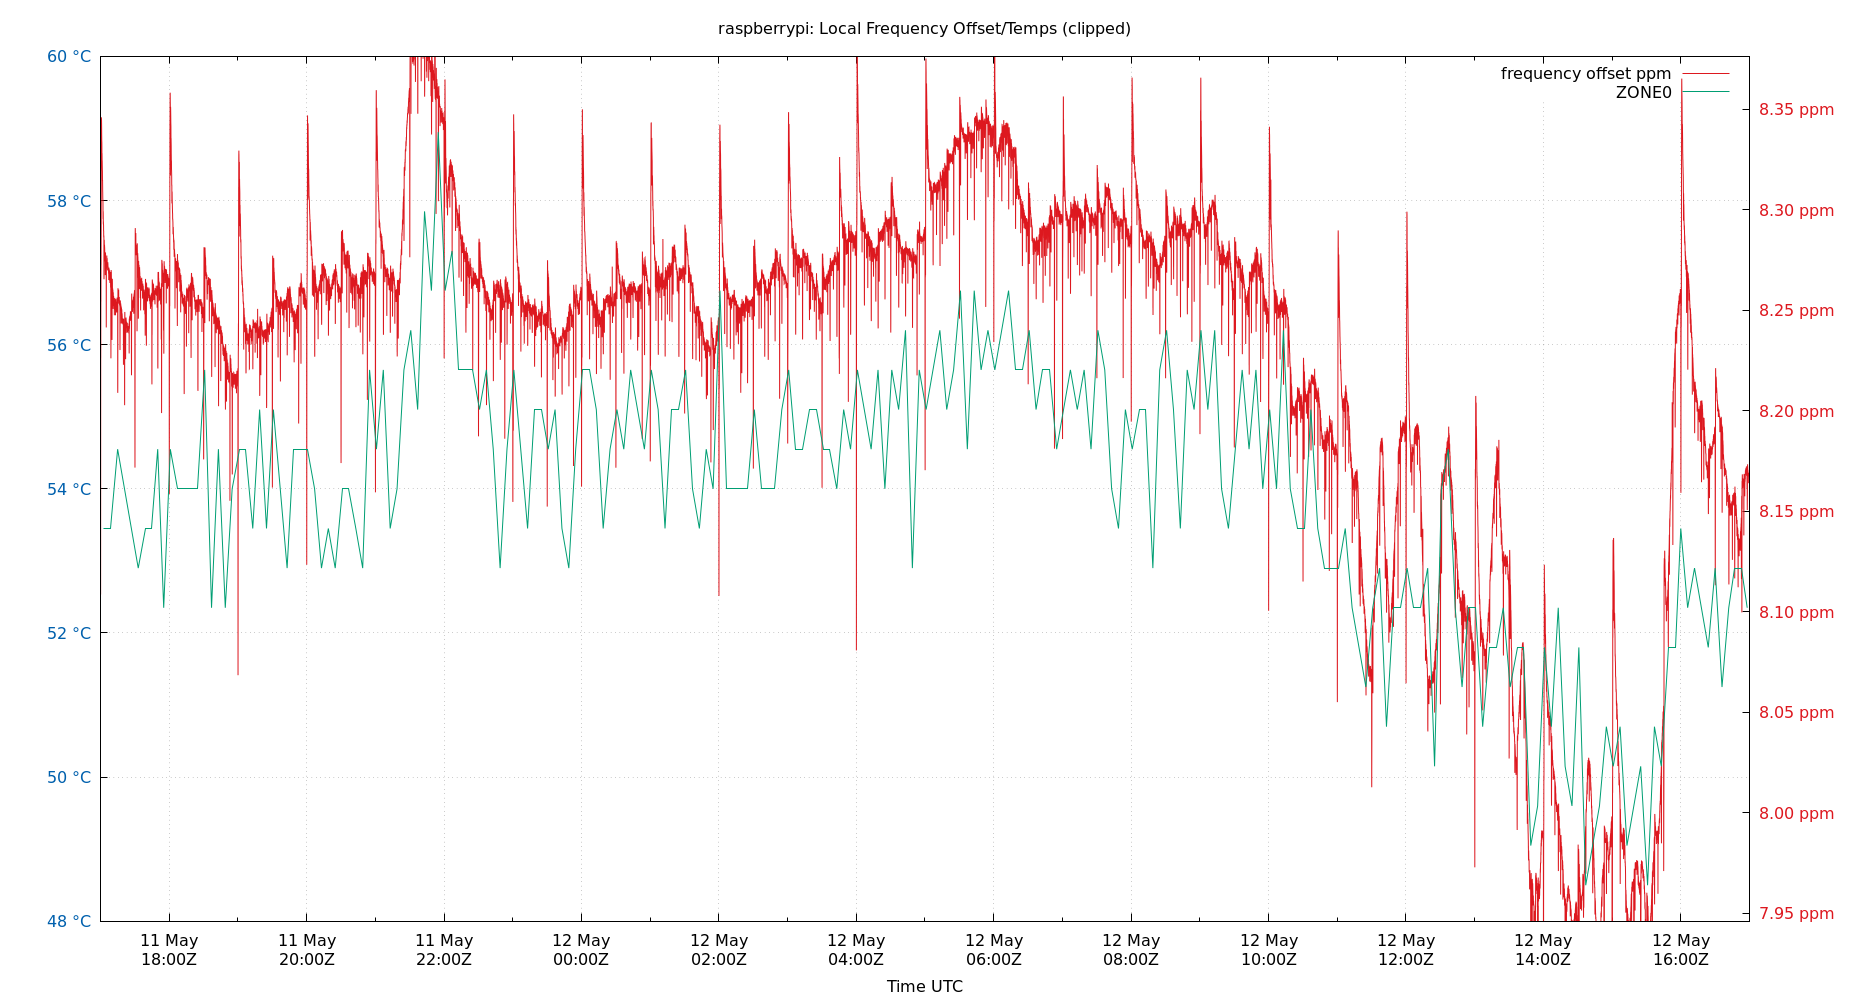 raspberrypi: Local Frequency Offset/Temps (clipped)
frequency offset ppm
ZONE0
60 °C
58 °C
56 °C
54 °C
52 °C
50 °C
48 °C
8.35 ppm
8.30 ppm
8.25 ppm
8.20 ppm
8.15 ppm
8.10 ppm
8.05 ppm
8.00 ppm
7.95 ppm
11 May 11 May 11 May 12 May 12 May 12 May 12 May 12 May 12 May 12 May 12 May 12 May
18:00Z 20:00Z 22:00Z 00:00Z 02:00Z 04:00Z 06:00Z 08:00Z 10:00Z 12:00Z 14:00Z 16:00Z
Time UTC